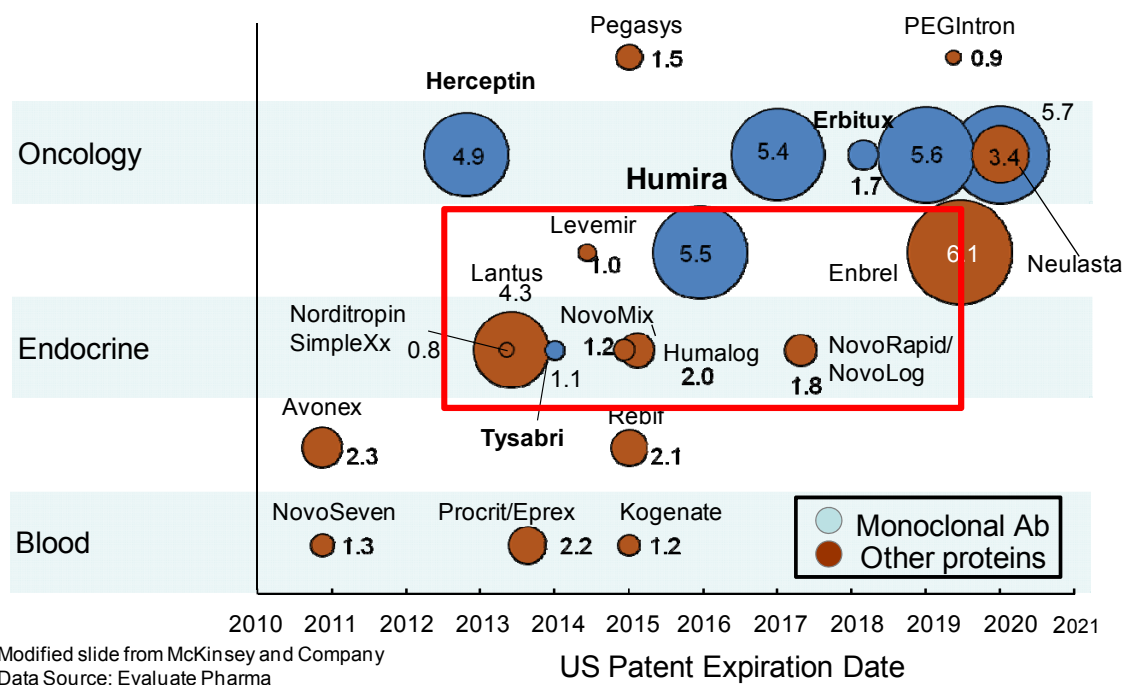 Pegasys
1.5
PEGIntron
0.9
Herceptin
Oncology
4.9
5.4
Erbitux
1.7
5.6
3.4
5.7
Humira
5.5
Levemir
1.0
Enbrel
6.1
Neulasta
Lantus
4.3
Norditropin
SimpleXx
Endocrine
0.8
1.1
NovoMix
1.2
Humalog
2.0
NovoRapid/
NovoLog
1.8
Avonex
2.3
Tysabri
Rebif
2.1
Blood
NovoSeven
1.3
Procrit/Eprex
2.2
Kogenate
1.2
Monoclonal Ab
Other proteins
2010 2011 2012 2013 2014 2015 2016 2017 2018 2019 2020 2021
Modified slide from McKinsey and Company
Data Source: Evaluate Pharma
US Patent Expiration Date